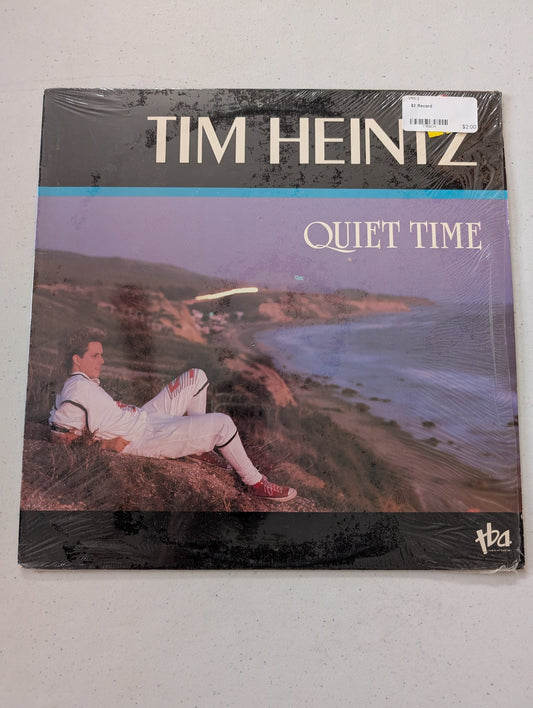 $2 Record
$2.00
TIM HEINTZ
QUIET TIME
tba